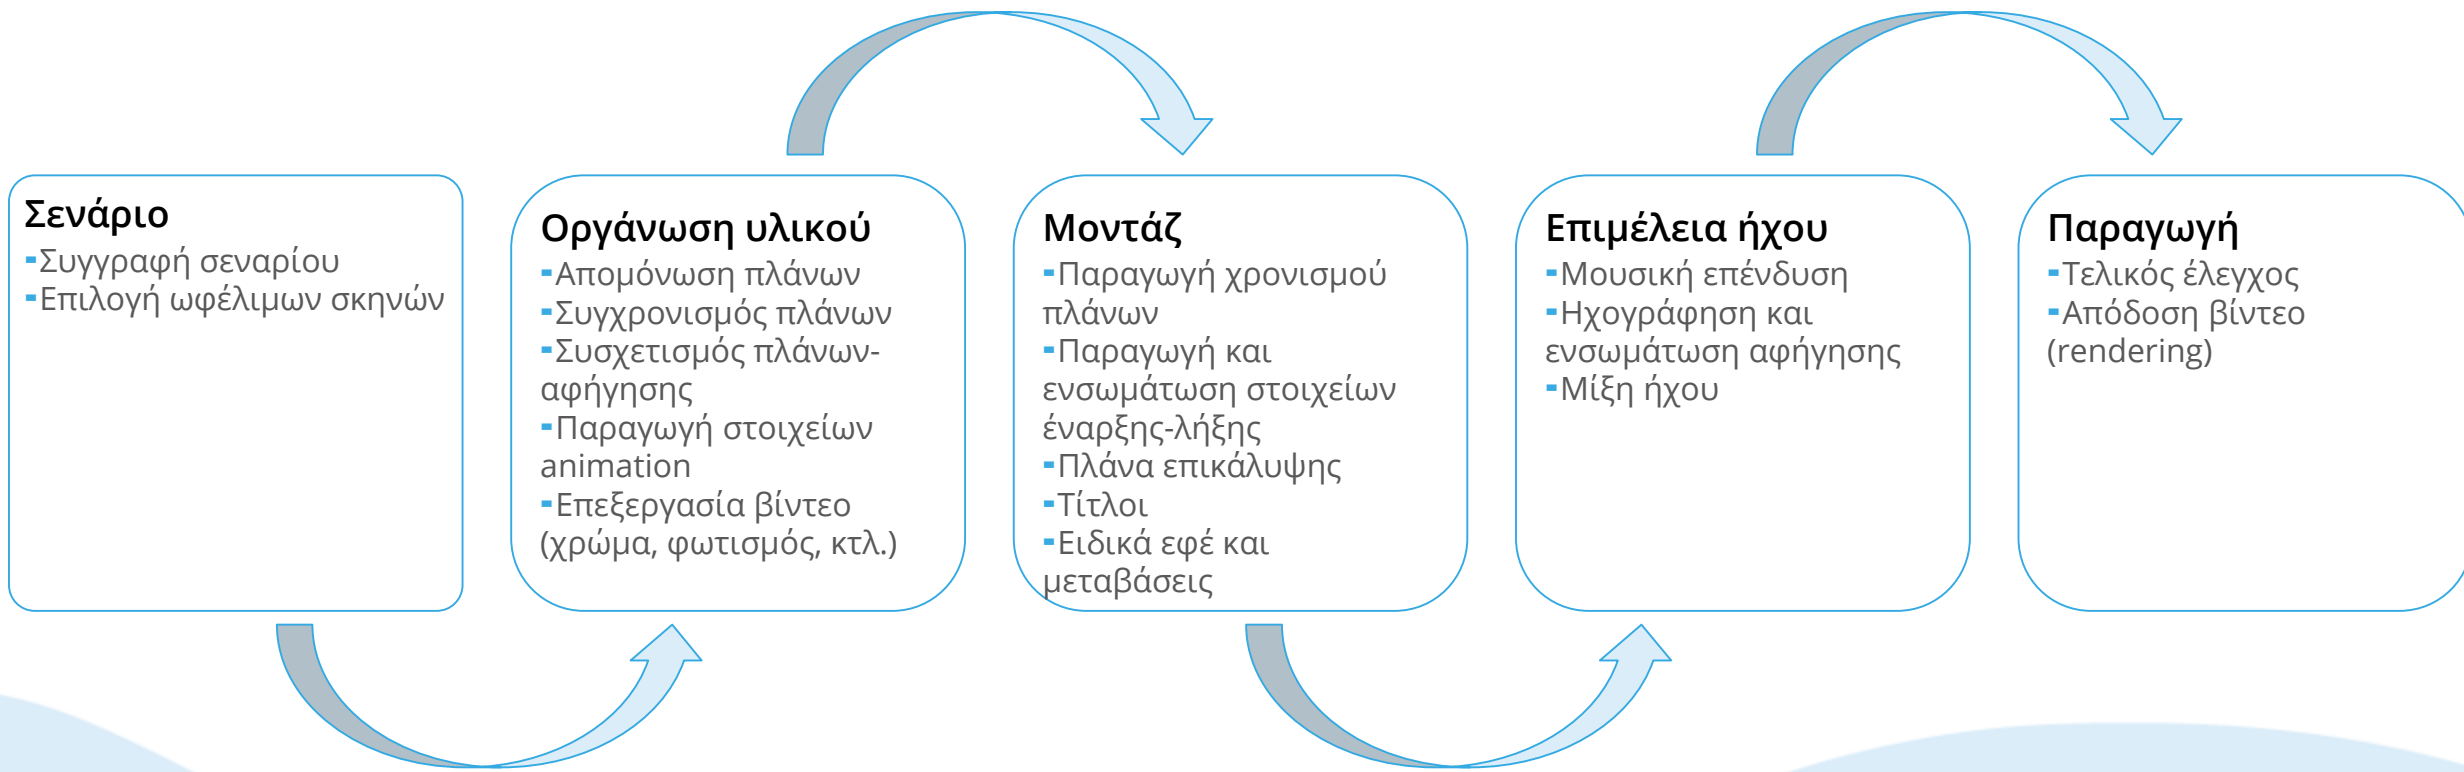 Σενάριο
-Συγγραφή σεναρίου
-Επιλογή ωφέλιμων σκηνών
Οργάνωση υλικού
-Απομόνωση πλάνων
-Συγχρονισμός πλάνων
-Συσχετισμός πλάνων-
αφήγησης
-Παραγωγή στοιχείων
animation
-Επεξεργασία βίντεο
(χρώμα, φωτισμός, κτλ.)
Μοντάζ
-Παραγωγή χρονισμού
πλάνων
-Παραγωγή και
ενσωμάτωση στοιχείων
έναρξης-λήξης
-Πλάνα επικάλυψης
-Τίτλοι
-Ειδικά εφέ και
μεταβάσεις
Επιμέλεια ήχου
-Μουσική επένδυση
-Ηχογράφηση και
ενσωμάτωση αφήγησης
-Μίξη ήχου
Παραγωγή
-Τελικός έλεγχος
-Απόδοση βίντεο
(rendering)